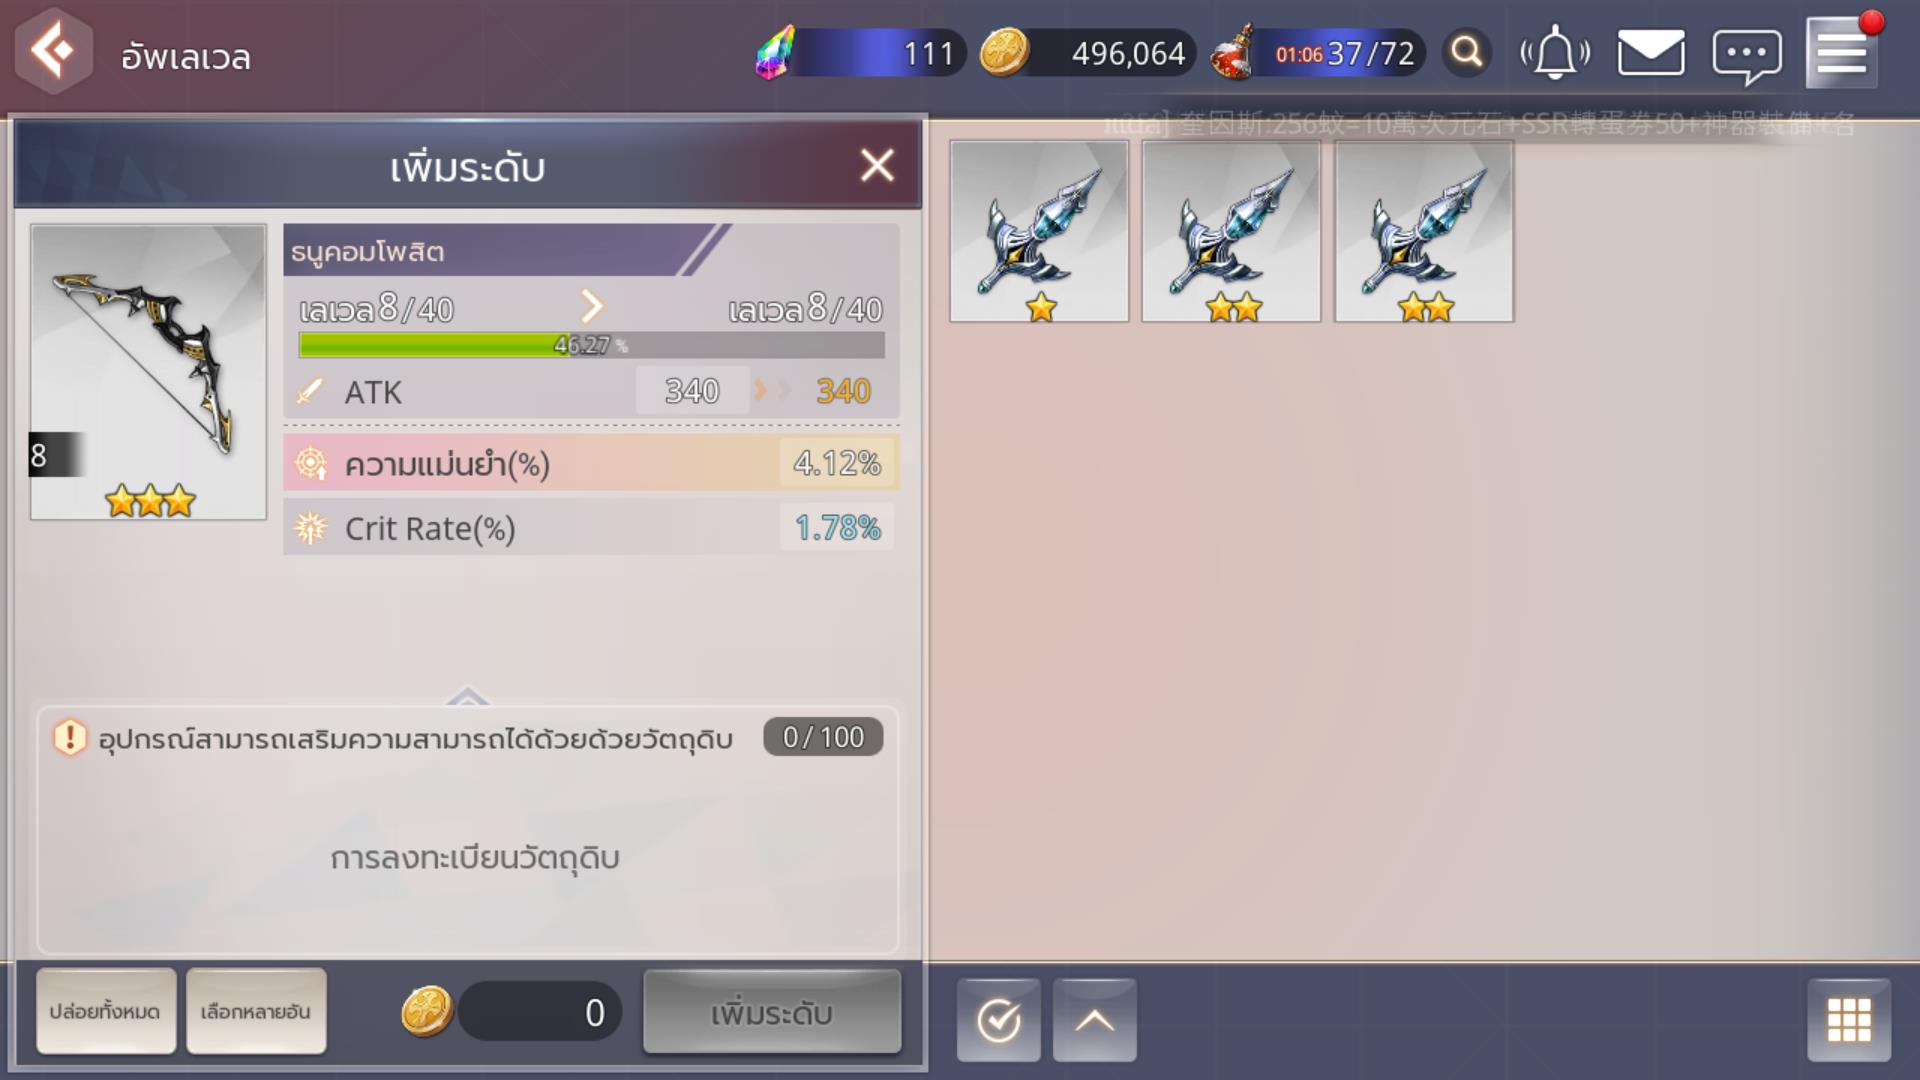 อัพเลเวล
111
496,064
01:06 37/72
奎因斯:256蚊=10萬次元石+SSR轉蛋券50+神器裝備
เพิ่มระดับ
ธนูคอมโพสิต
เลเวล8/40
เลเวล8/40
46.27 %
ATK 340 340
8
ความแม่นยำ(%) 4.12%
Crit Rate(%) 1.78%
อุปกรณ์สามารถเสริมความสามารถได้ด้วยด้วยวัตถุดิบ 0/100
การลงทะเบียนวัตถุดิบ
ปล่อยทั้งหมด
เลือกหลายอัน
0
เพิ่มระดับ